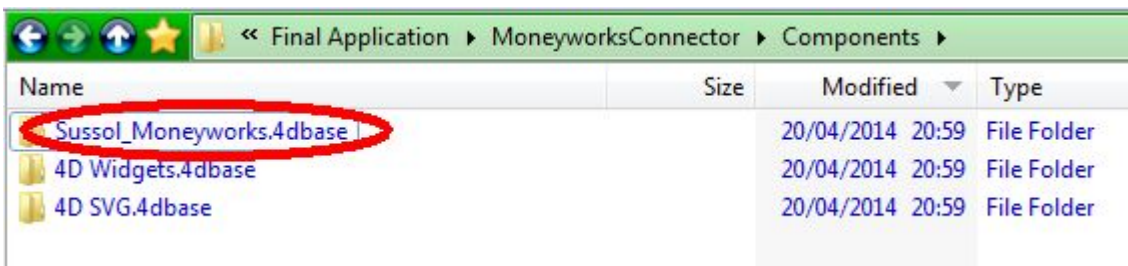 « Final Application ▸ MoneyworksConnector ▸ Components ▸
Name Size Modified Type
Sussol_Moneyworks.4dbase 20/04/2014 20:59 File Folder
4D Widgets.4dbase 20/04/2014 20:59 File Folder
4D SVG.4dbase 20/04/2014 20:59 File Folder